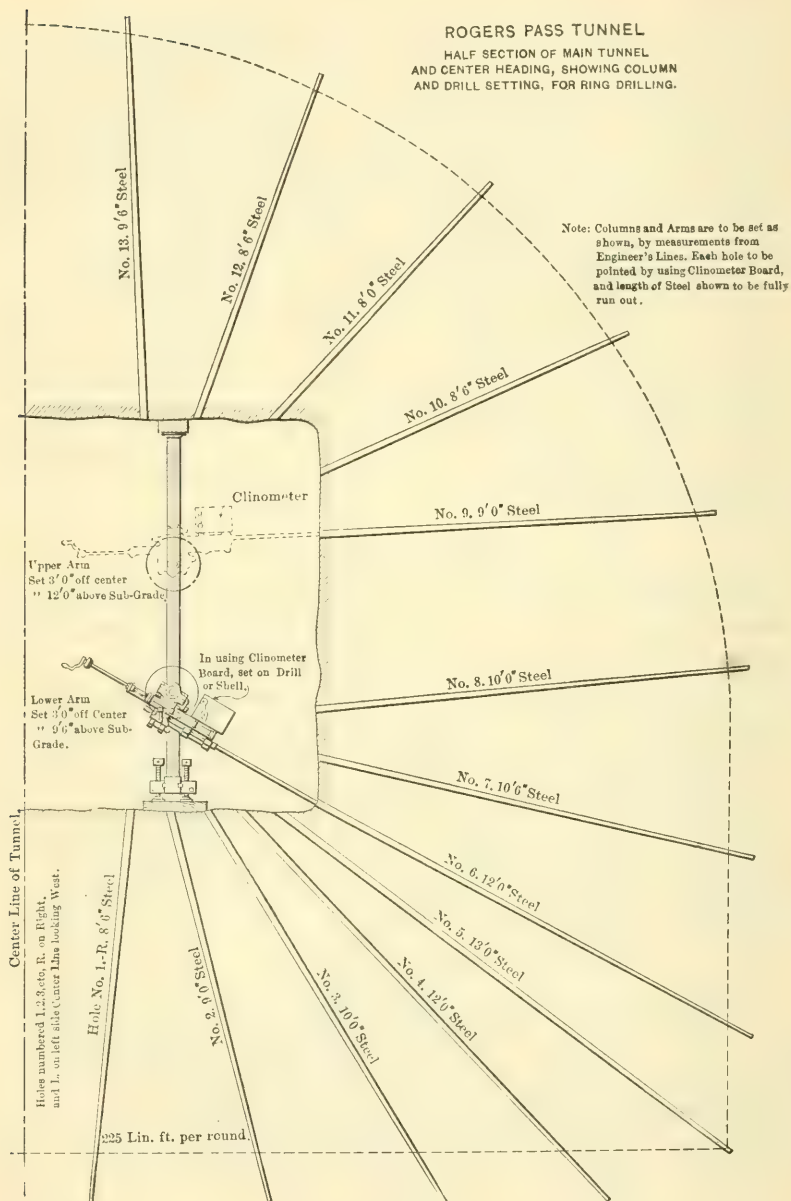 ROGERS PASS TUNNEL
HALF SECTION OF MAIN TUNNEL
AND CENTER HEADING, SHOWING COLUMN
AND DRILL SETTING, FOR RING DRILLING.
Note: Columns and Arms are to be set as
shown, by measurements from
Engineer's Lines. Each hole to be
pointed by using Clinometer Board,
and length of Steel shown to be fully
run out.
No. 13. 9'6" Steel
No. 12. 8'6" Steel
No. 11. 8'0" Steel
No. 10. 8'6" Steel
Clinometer
No. 9. 9'0" Steel
Upper Arm
Set 3'0" off center
" 12'0" above Sub-Grade.
In using Clinometer
Board, set on Drill
or Shell.
Lower Arm
Set 3'0" off Center
" 9'6" above Sub-
Grade.
No. 8. 10'0" Steel
No. 7. 10'6" Steel
No. 6. 12'0" Steel
No. 5. 13'0" Steel
No. 4. 12'0" Steel
No. 3. 10'0" Steel
No. 2. 9'0" Steel
Hole No. 1.-R, 8'6" Steel
Holes numbered 1.2.3.etc, R. on Right,
and L. on left side Center Line looking West.
Center Line of Tunnel.
225 Lin. ft. per round.